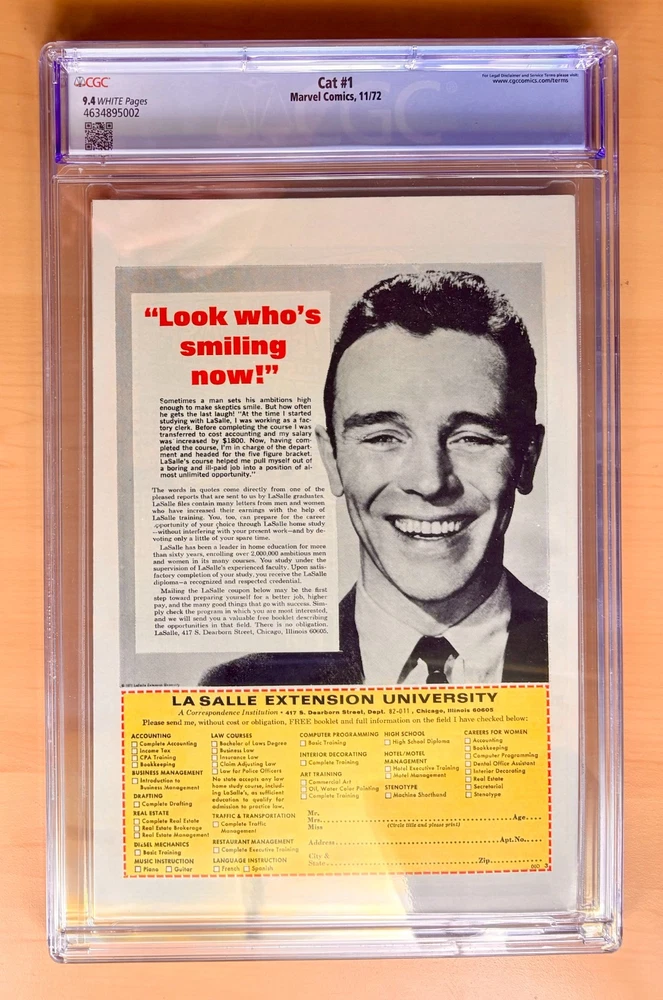 CGC
9.4 WHITE Pages
4634895002
Cat #1
Marvel Comics, 11/72
For Legal Disclaimer and Service Terms please visit:
www.cgccomics.com/terms
“Look who’s
smiling
now!”
Sometimes a man sets his ambitions high
enough to make skeptics smile. But how often
he gets the last laugh! “At the time I started
studying with LaSalle, I was working as a fac-
tory clerk. Before completing the course I was
transferred to cost accounting and my salary
was increased by $1800. Now, having com-
pleted the course, I'm in charge of the depart-
ment and headed for the five figure bracket.
LaSalle's course helped me pull myself out of
a boring and ill-paid job into a position of al-
most unlimited opportunity.”
The words in quotes come directly from one of the
pleased reports that are sent to us by LaSalle graduates.
LaSalle files contain many letters from men and women
who have increased their earnings with the help of
LaSalle training. You, too, can prepare for the career
opportunity of your choice through LaSalle home study
—without interfering with your present work—and by de-
voting only a little of your spare time.
LaSalle has been a leader in home education for more
than sixty years, enrolling over 2,000,000 ambitious men
and women in its many courses. You study under the
supervision of LaSalle's experienced faculty. Upon satis-
factory completion of your study, you receive the LaSalle
diploma—a recognized and respected credential.
Mailing the LaSalle coupon below may be the first
step toward preparing yourself for a better job, higher
pay, and the many good things that go with success. Sim-
ply check the program in which you are most interested,
and we will send you a valuable free booklet describing
the opportunities in that field. There is no obligation.
LaSalle, 417 S. Dearborn Street, Chicago, Illinois 60605.
LA SALLE EXTENSION UNIVERSITY
A Correspondence Institution • 417 S. Dearborn Street, Dept. 82-011, Chicago, Illinois 60605
Please send me, without cost or obligation, FREE booklet and full information on the field I have checked below:
ACCOUNTING
Complete Accounting
Income Tax
CPA Training
Bookkeeping
BUSINESS MANAGEMENT
Introduction to
Business Management
DRAFTING
Complete Drafting
REAL ESTATE
Complete Real Estate
Real Estate Brokerage
Real Estate Management
DIESEL MECHANICS
Basic Training
MUSIC INSTRUCTION
Piano Guitar
LAW COURSES
Bachelor of Laws Degree
Business Law
Insurance Law
Claim Adjusting Law
Law for Police Officers
No state accepts any law
home study course, includ-
ing LaSalle's, as sufficient
education to qualify for
admission to practice law.
TRAFFIC & TRANSPORTATION
Complete Traffic
Management
RESTAURANT MANAGEMENT
Complete Executive Training
LANGUAGE INSTRUCTION
French Spanish
COMPUTER PROGRAMMING
Basic Training
INTERIOR DECORATING
Complete Training
ART TRAINING
Commercial Art
Oil, Water Color Painting
Complete Training
HIGH SCHOOL
High School Diploma
HOTEL/MOTEL
MANAGEMENT
Hotel Executive Training
Motel Management
STENOTYPE
Machine Shorthand
CAREERS FOR WOMEN
Accounting
Bookkeeping
Computer Programming
Dental Office Assistant
Interior Decorating
Real Estate
Secretarial
Stenotype
Mr.
Mrs. Age
Miss (Circle title and please print)
Address Apt. No.
City &
State Zip